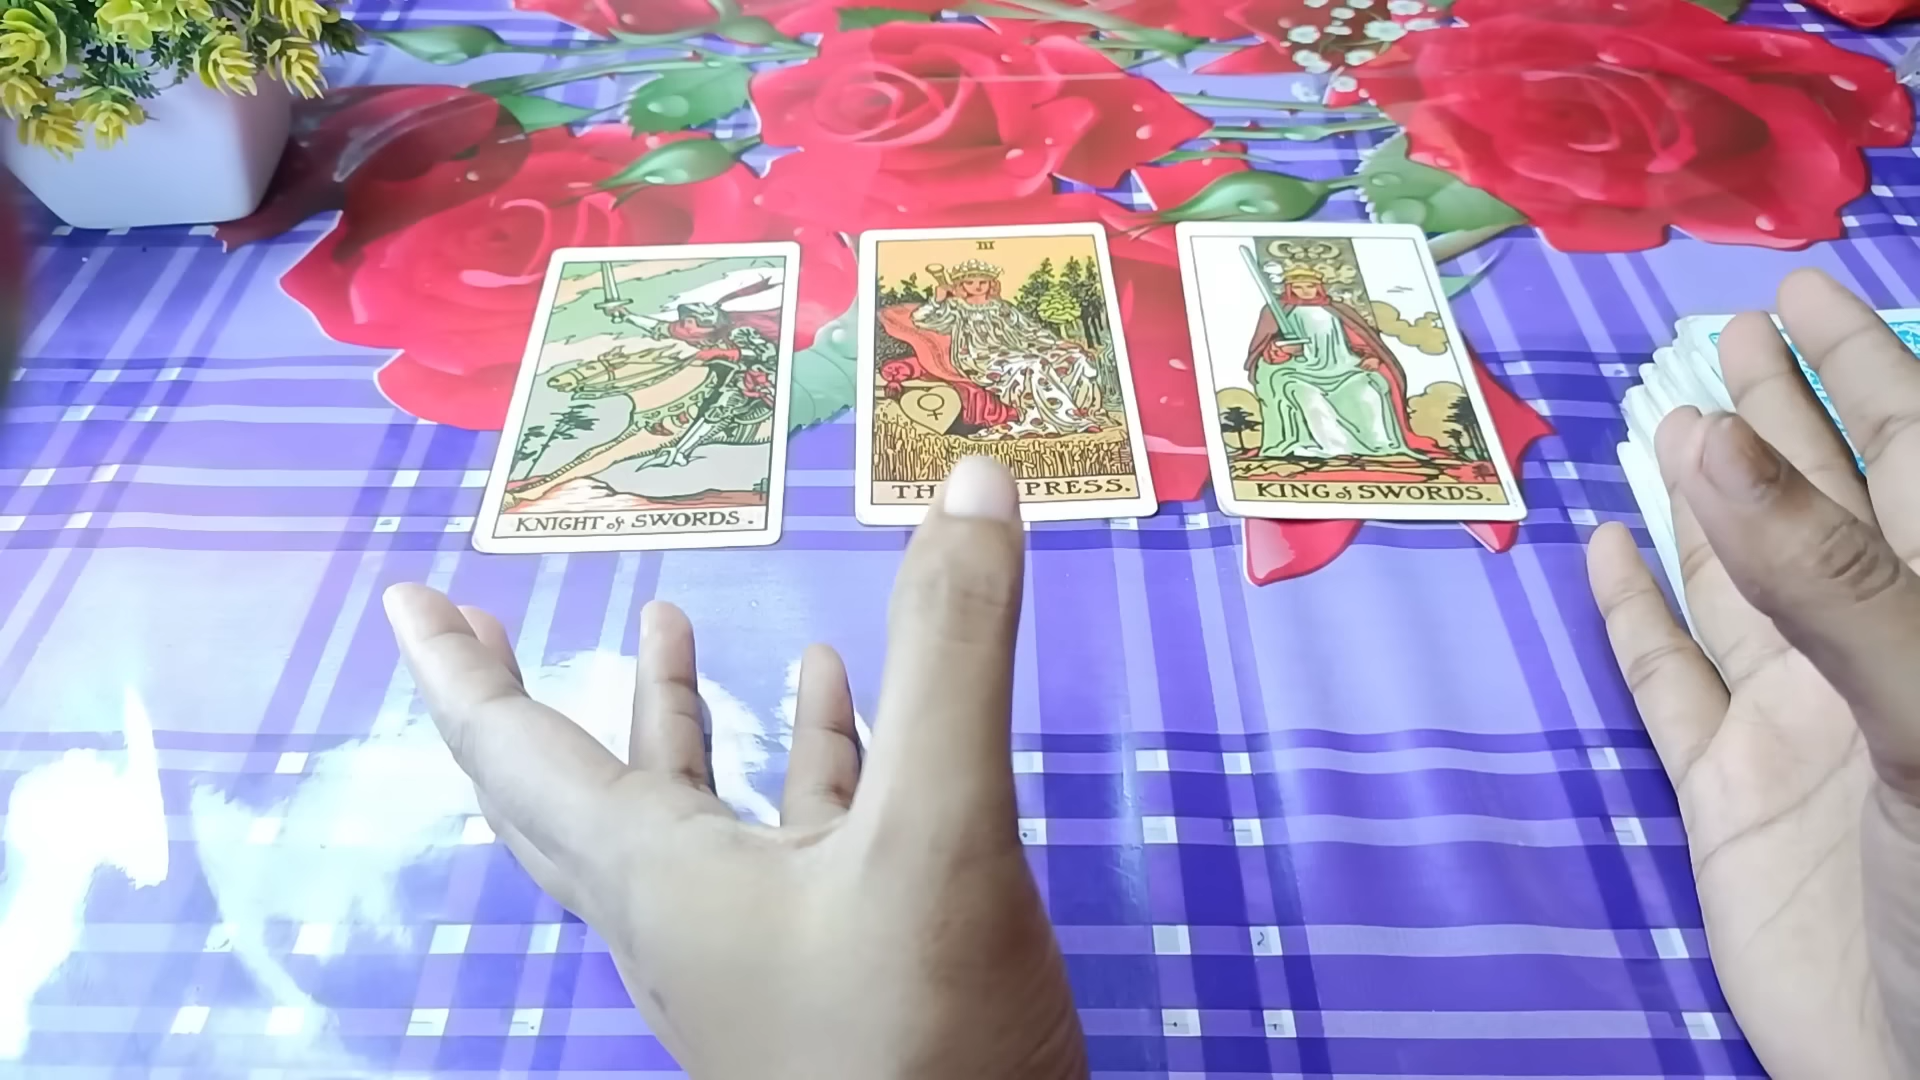 KNIGHT of SWORDS.
III
TH PRESS.
KING of SWORDS.